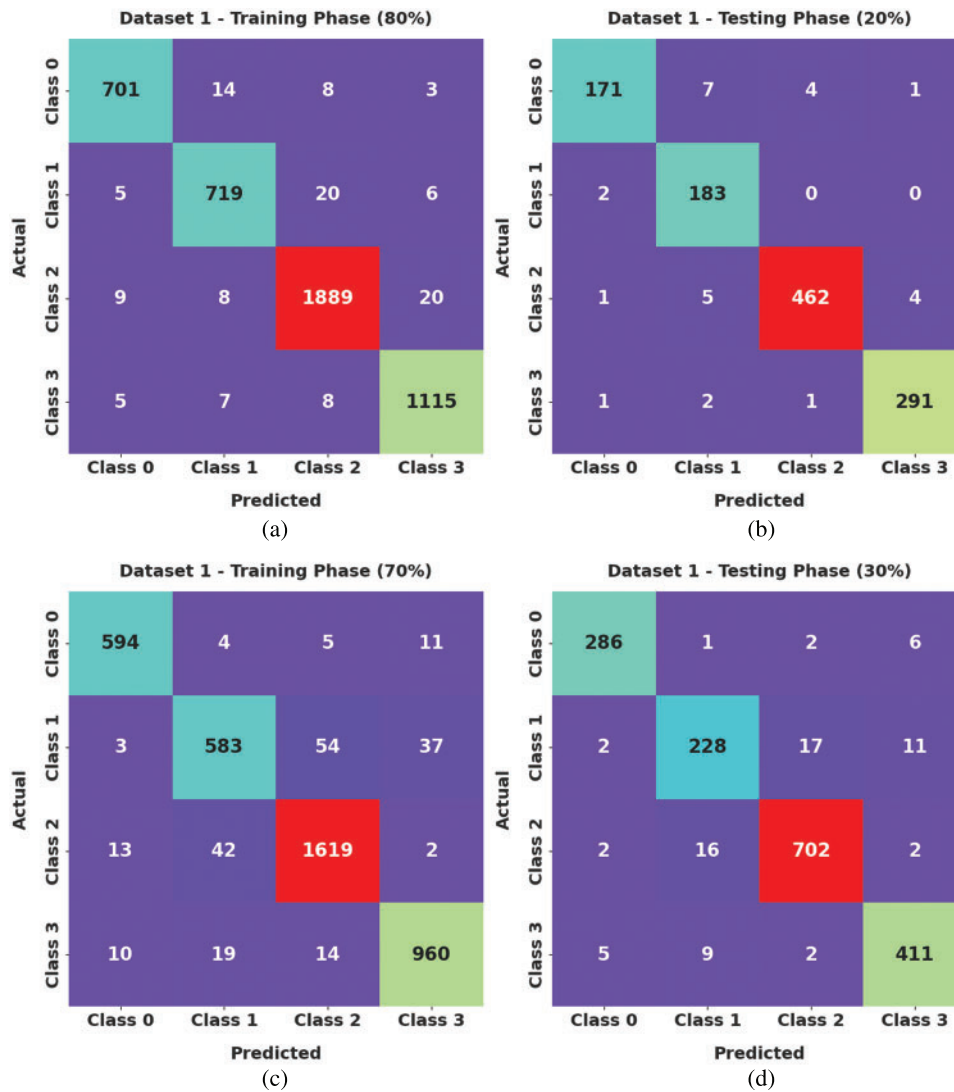 Dataset 1 - Training Phase (80%)
Class 0 701 14 8 3
Class 1 5 719 20 6
Class 2 9 8 1889 20
Class 3 5 7 8 1115
Actual
Class 0 Class 1 Class 2 Class 3
Predicted
(a)
Dataset 1 - Testing Phase (20%)
Class 0 171 7 4 1
Class 1 2 183 0 0
Class 2 1 5 462 4
Class 3 1 2 1 291
Actual
Class 0 Class 1 Class 2 Class 3
Predicted
(b)
Dataset 1 - Training Phase (70%)
Class 0 594 4 5 11
Class 1 3 583 54 37
Class 2 13 42 1619 2
Class 3 10 19 14 960
Actual
Class 0 Class 1 Class 2 Class 3
Predicted
(c)
Dataset 1 - Testing Phase (30%)
Class 0 286 1 2 6
Class 1 2 228 17 11
Class 2 2 16 702 2
Class 3 5 9 2 411
Actual
Class 0 Class 1 Class 2 Class 3
Predicted
(d)